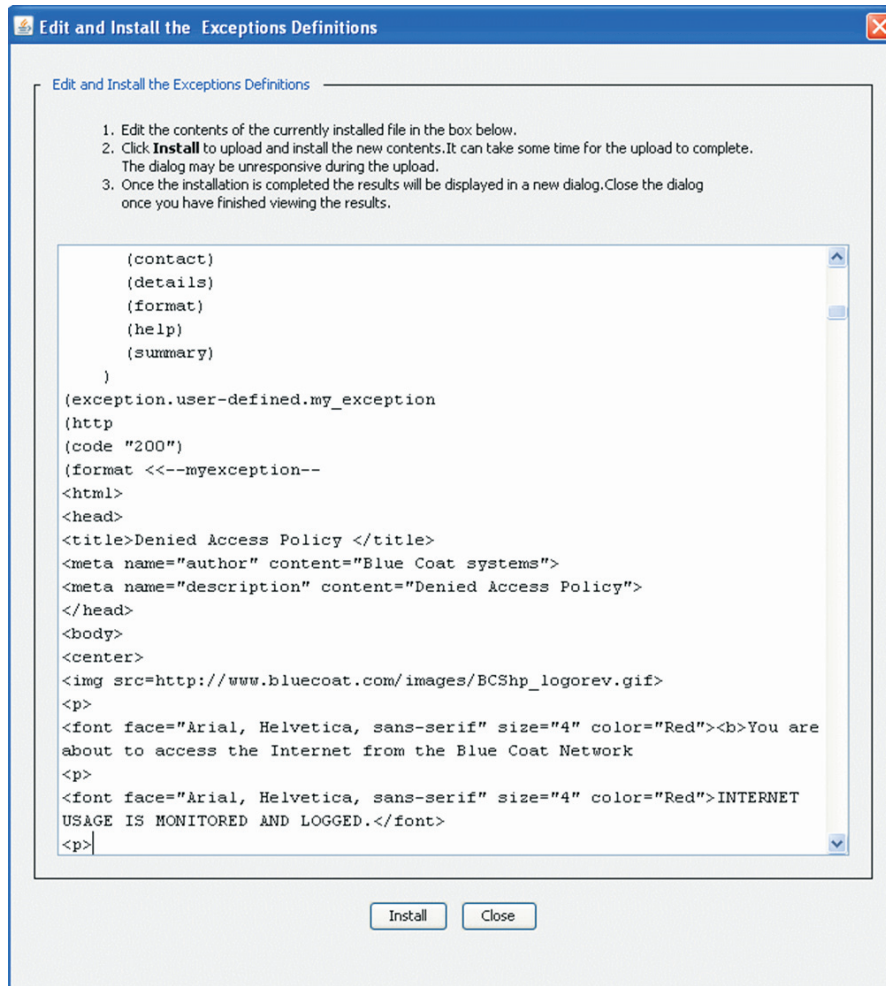 Edit and Install the Exceptions Definitions
Edit and Install the Exceptions Definitions
1. Edit the contents of the currently installed file in the box below.
2. Click Install to upload and install the new contents.It can take some time for the upload to complete.
The dialog may be unresponsive during the upload.
3. Once the installation is completed the results will be displayed in a new dialog.Close the dialog
once you have finished viewing the results.
(contact)
(details)
(format)
(help)
(summary)
)
(exception.user-defined.my_exception
(http
(code "200")
(format <<--myexception--
<html>
<head>
<title>Denied Access Policy </title>
<meta name="author" content="Blue Coat systems">
<meta name="description" content="Denied Access Policy">
</head>
<body>
<center>
<img src=http://www.bluecoat.com/images/BCShp_logorev.gif>
<p>
<font face="Arial, Helvetica, sans-serif" size="4" color="Red"><b>You are
about to access the Internet from the Blue Coat Network
<p>
<font face="Arial, Helvetica, sans-serif" size="4" color="Red">INTERNET
USAGE IS MONITORED AND LOGGED.</font>
<p>
Install Close